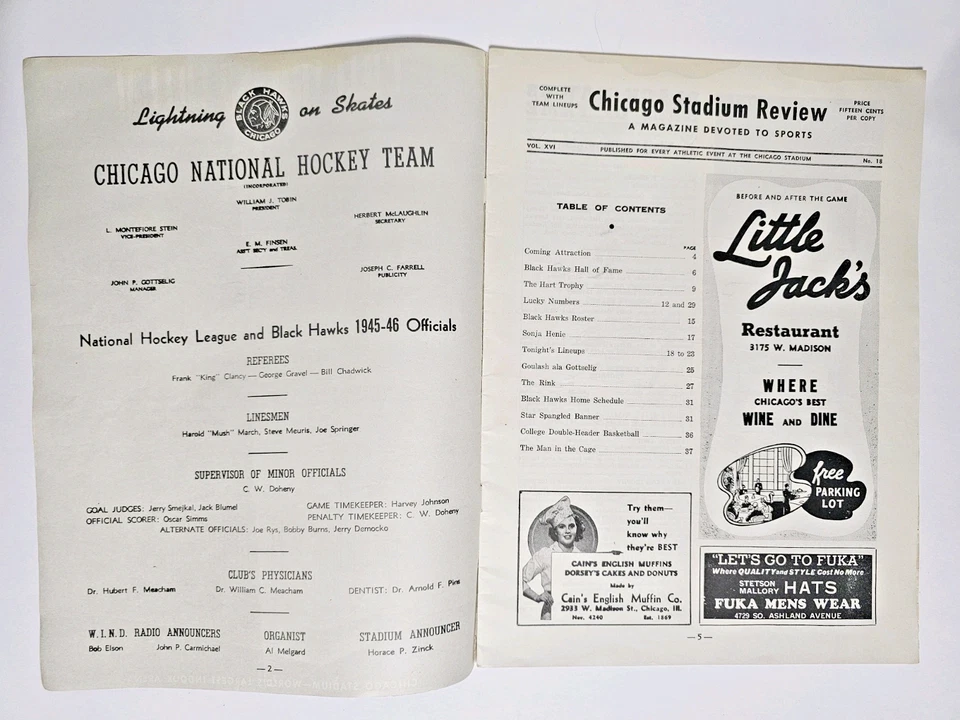 Lightning on Skates
BLACK HAWKS
CHICAGO
CHICAGO NATIONAL HOCKEY TEAM
(INCORPORATED)
WILLIAM J. TOBIN
PRESIDENT
L. MONTEFIORE STEIN
VICE-PRESIDENT
HERBERT McLAUGHLIN
SECRETARY
E. M. FINSEN
ASS'T SECY and TREAS.
JOHN P. GOTTSELIG
MANAGER
JOSEPH C. FARRELL
PUBLICITY
National Hockey League and Black Hawks 1945-46 Officials
REFEREES
Frank "King" Clancy — George Gravel — Bill Chadwick
LINESMEN
Harold "Mush" March, Steve Meuris, Joe Springer
SUPERVISOR OF MINOR OFFICIALS
C. W. Doheny
GOAL JUDGES: Jerry Smejkal, Jack Blumel
GAME TIMEKEEPER: Harvey Johnson
OFFICIAL SCORER: Oscar Simms
PENALTY TIMEKEEPER: C. W. Doheny
ALTERNATE OFFICIALS: Joe Rys, Bobby Burns, Jerry Democko
CLUB'S PHYSICIANS
Dr. Hubert F. Meacham Dr. William C. Meacham DENTIST: Dr. Arnold F.
W.I.N.D. RADIO ANNOUNCERS
Bob Elson John P. Carmichael
ORGANIST
Al Melgard
STADIUM ANNOUNCER
Horace P. Zinck
— 2 —
COMPLETE
WITH
TEAM LINEUPS
Chicago Stadium Review
A MAGAZINE DEVOTED TO SPORTS
PRICE
FIFTEEN CENTS
PER COPY
VOL. XVI PUBLISHED FOR EVERY ATHLETIC EVENT AT THE CHICAGO STADIUM No. 18
TABLE OF CONTENTS
PAGE
Coming Attraction 4
Black Hawks Hall of Fame 6
The Hart Trophy 9
Lucky Numbers 12 and 29
Black Hawks Roster 15
Sonja Henie 17
Tonight's Lineups 18 to 23
Goulash ala Gottselig 25
The Rink 27
Black Hawks Home Schedule 31
Star Spangled Banner 31
College Double-Header Basketball 36
The Man in the Cage 37
Try them—
you'll
know why
they're BEST
CAIN'S ENGLISH MUFFINS
DORSEY'S CAKES AND DONUTS
Made by
Cain's English Muffin Co.
2933 W. Madison St., Chicago, Ill.
Nev. 4240 Est. 1869
BEFORE AND AFTER THE GAME
Little
Jack's
Restaurant
3175 W. MADISON
WHERE
CHICAGO'S BEST
WINE AND DINE
free
PARKING
LOT
"LET'S GO TO FUKA"
Where QUALITY and STYLE Cost No More
STETSON
MALLORY HATS
FUKA MENS WEAR
4729 SO. ASHLAND AVENUE
— 5 —